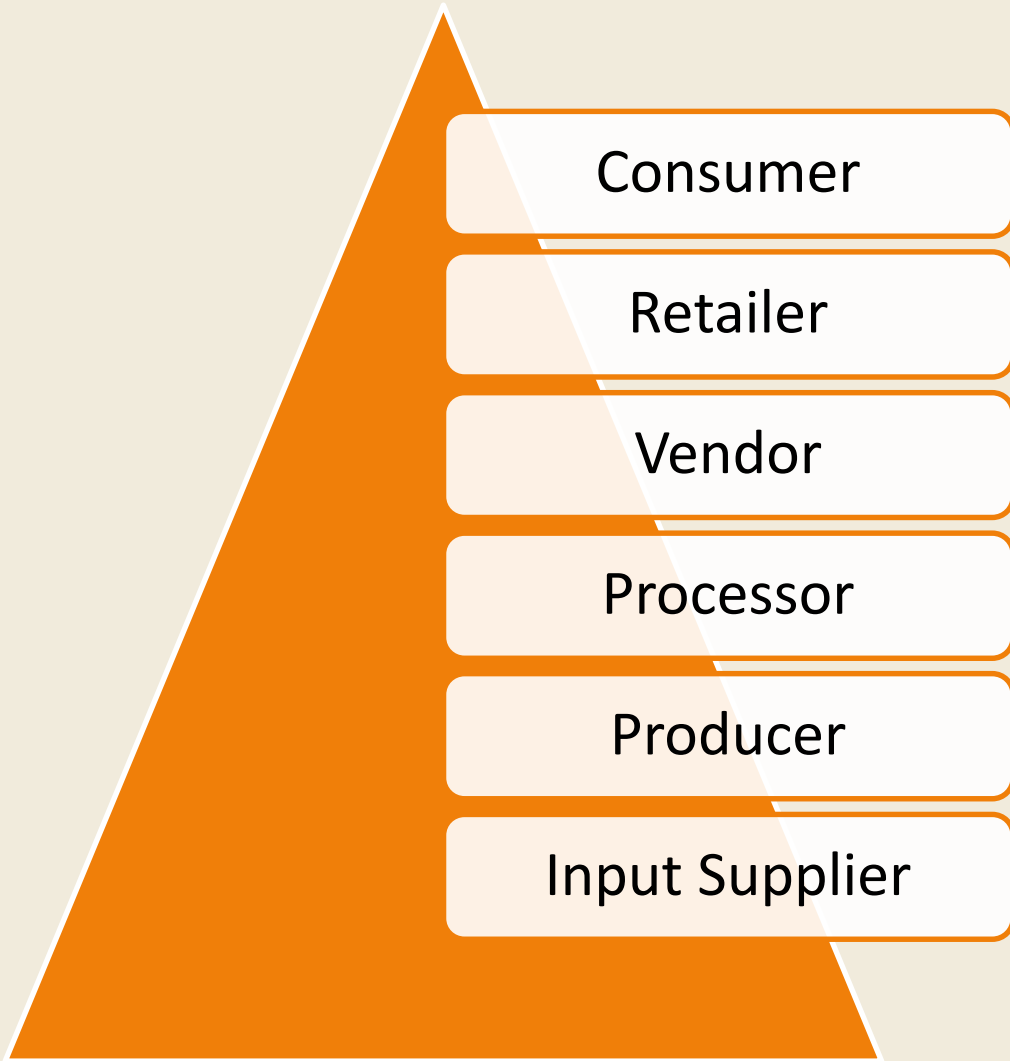 Consumer
Retailer
Vendor
Processor
Producer
Input Supplier